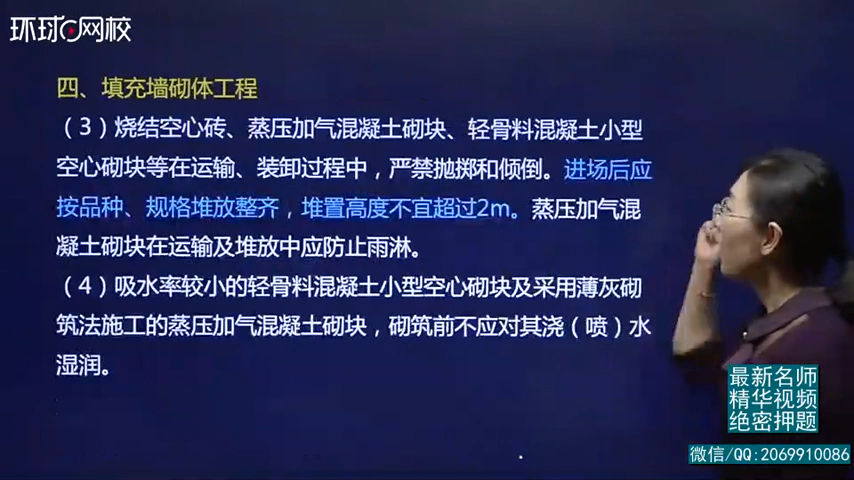 环球网校
四、填充墙砌体工程
（3）烧结空心砖、蒸压加气混凝土砌块、轻骨料混凝土小型
空心砌块等在运输、装卸过程中，严禁抛掷和倾倒。进场后应
按品种、规格堆放整齐，堆置高度不宜超过2m。蒸压加气混
凝土砌块在运输及堆放中应防止雨淋。
（4）吸水率较小的轻骨料混凝土小型空心砌块及采用薄灰砌
筑法施工的蒸压加气混凝土砌块，砌筑前不应对其浇（喷）水
湿润。
最新名师
精华视频
绝密押题
微信/QQ:2069910086